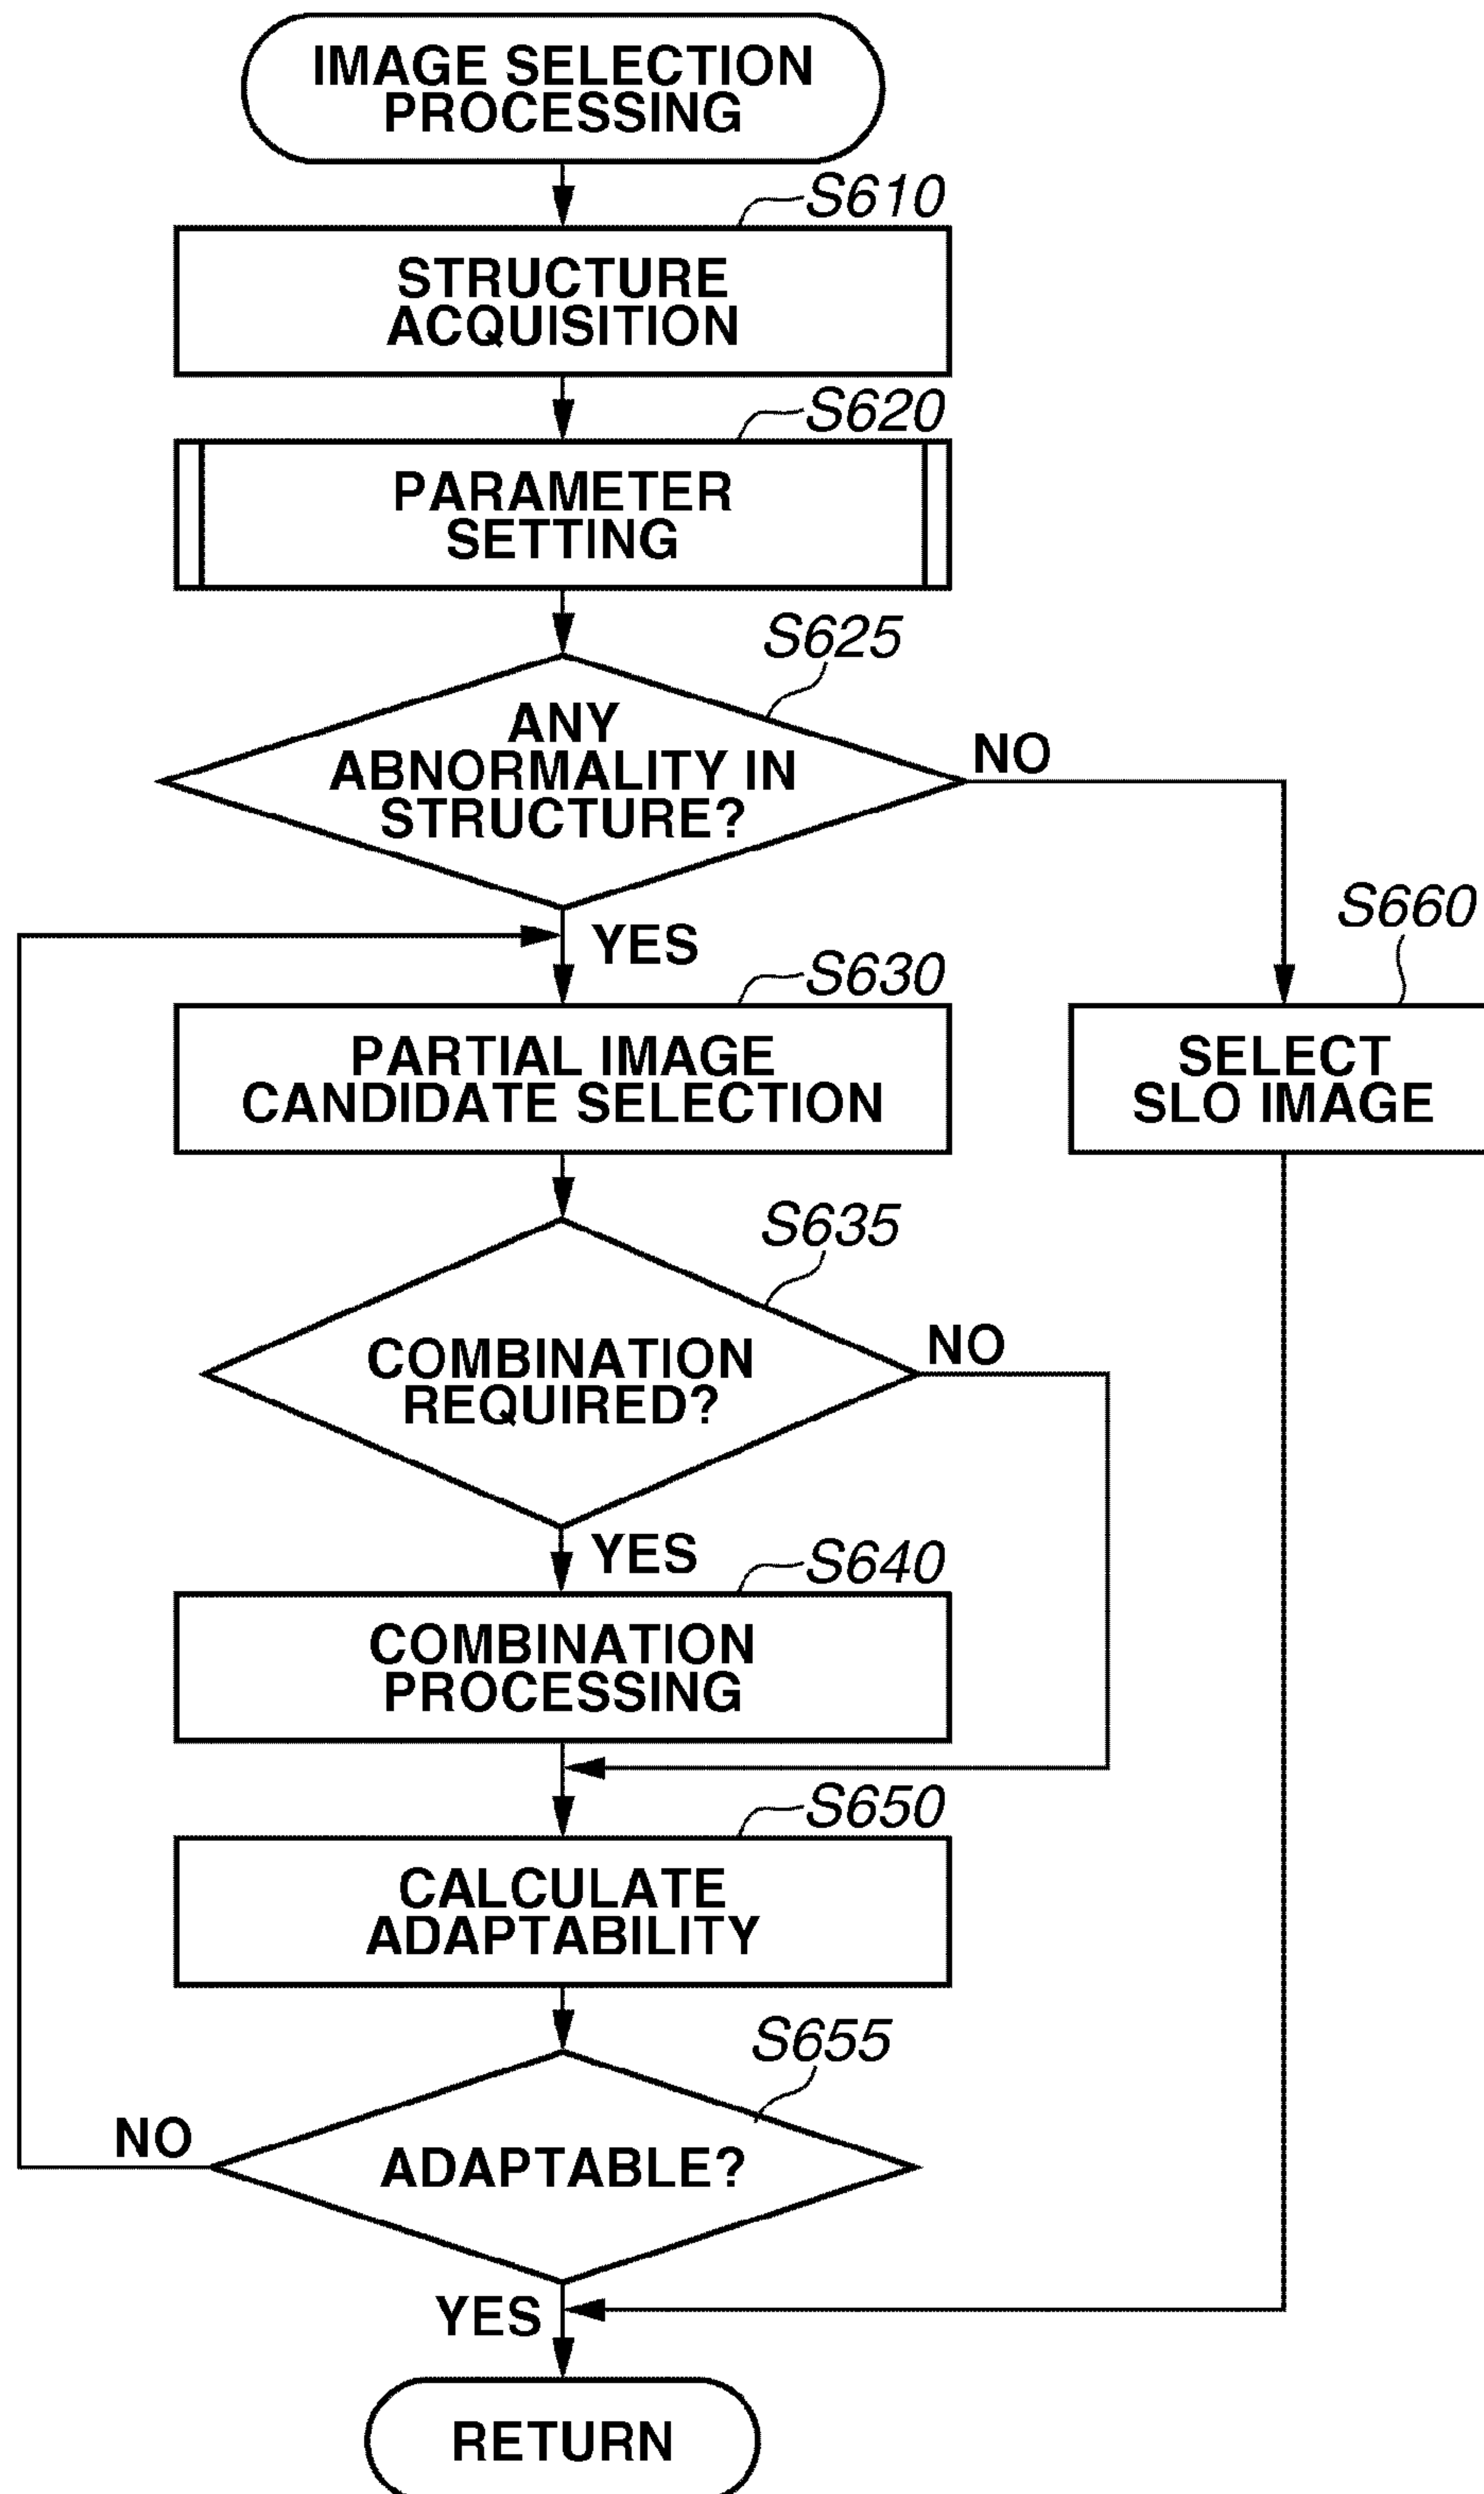 IMAGE SELECTION
PROCESSING
S610
STRUCTURE
ACQUISITION
S620
PARAMETER
SETTING
S625
ANY
ABNORMALITY IN
STRUCTURE?
NO
YES
S660
S630
PARTIAL IMAGE
CANDIDATE SELECTION
SELECT
SLO IMAGE
S635
COMBINATION
REQUIRED?
NO
YES
S640
COMBINATION
PROCESSING
S650
CALCULATE
ADAPTABILITY
S655
ADAPTABLE?
NO
YES
RETURN